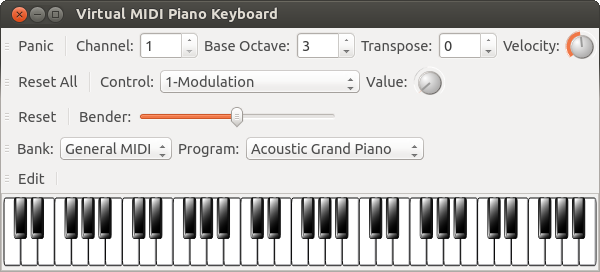 Virtual MIDI Piano Keyboard
Panic Channel: 1 Base Octave: 3 Transpose: 0 Velocity:
Reset All Control: 1-Modulation Value:
Reset Bender:
Bank: General MIDI Program: Acoustic Grand Piano
Edit